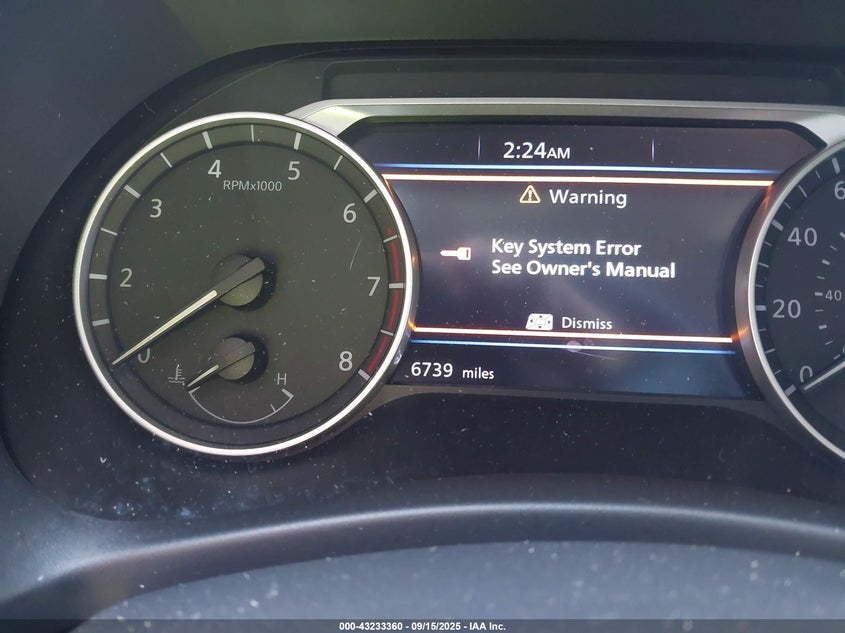 2:24AM
Warning
Key System Error
See Owner's Manual
Dismiss
6739 miles
RPMx1000
0
2
3
4
5
6
7
8
H
0
20
40
40
000-43233360 - 09/15/2025 - IAA Inc.